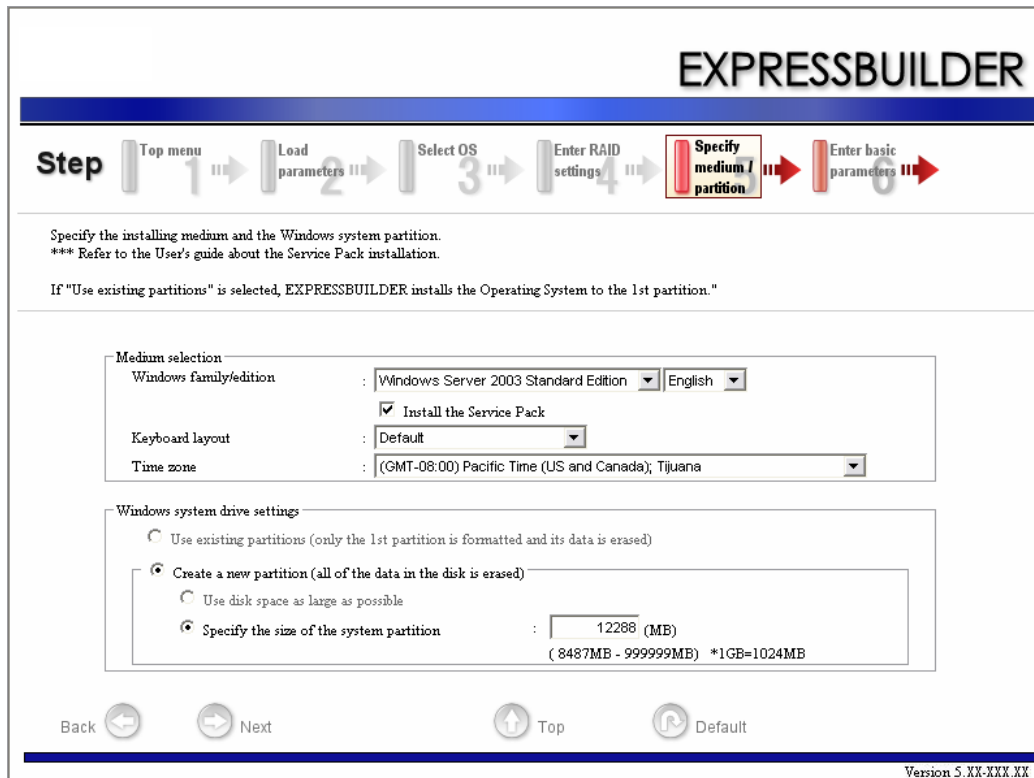 EXPRESSBUILDER
Step
Top menu 1
Load parameters 2
Select OS 3
Enter RAID settings 4
Specify medium / partition 5
Enter basic parameters 6
Specify the installing medium and the Windows system partition.
*** Refer to the User's guide about the Service Pack installation.
If "Use existing partitions" is selected, EXPRESSBUILDER installs the Operating System to the 1st partition."
Medium selection
Windows family/edition : Windows Server 2003 Standard Edition English
Install the Service Pack
Keyboard layout : Default
Time zone : (GMT-08:00) Pacific Time (US and Canada); Tijuana
Windows system drive settings
Use existing partitions (only the 1st partition is formatted and its data is erased)
Create a new partition (all of the data in the disk is erased)
Use disk space as large as possible
Specify the size of the system partition : 12288 (MB)
( 8487MB - 999999MB) *1GB=1024MB
Back Next Top Default
Version 5.XX-XXX.XX